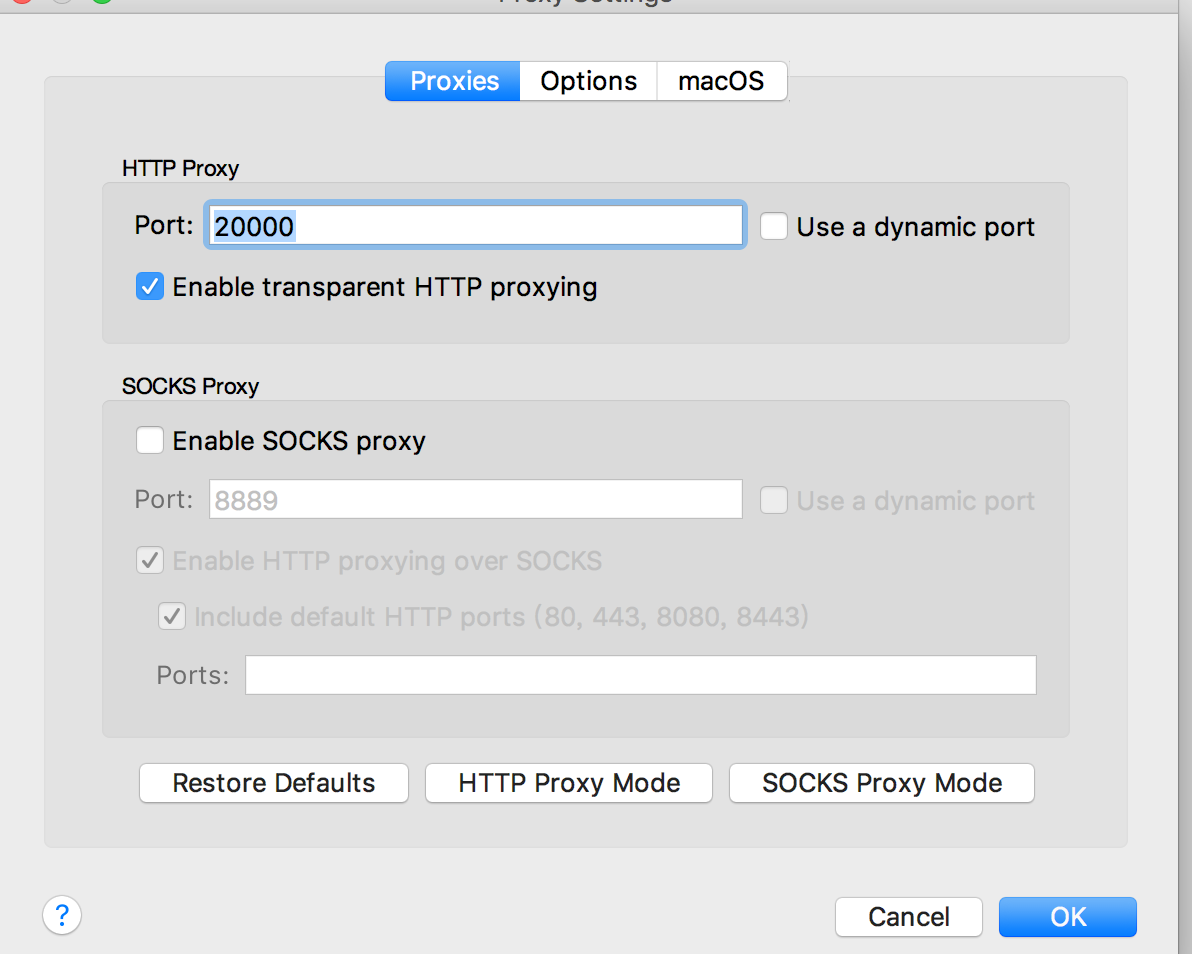 Proxy Settings
Proxies Options macOS
HTTP Proxy
Port: 20000 Use a dynamic port
Enable transparent HTTP proxying
SOCKS Proxy
Enable SOCKS proxy
Port: 8889 Use a dynamic port
Enable HTTP proxying over SOCKS
Include default HTTP ports (80, 443, 8080, 8443)
Ports:
Restore Defaults HTTP Proxy Mode SOCKS Proxy Mode
? Cancel OK